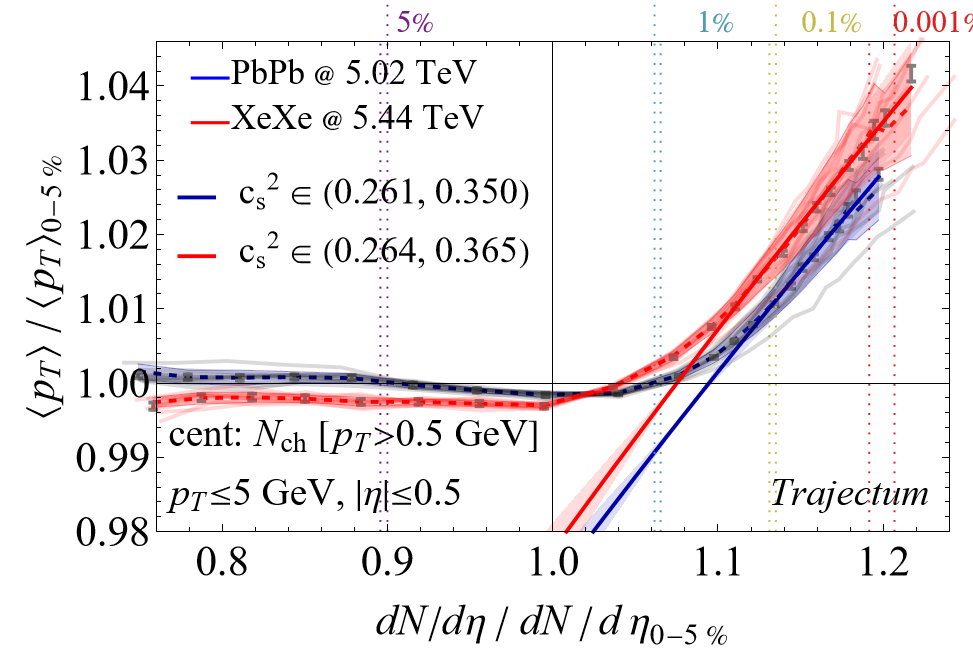 5% 1% 0.1% 0.001%
PbPb @ 5.02 TeV
XeXe @ 5.44 TeV
c_s^2 ∈ (0.261, 0.350)
c_s^2 ∈ (0.264, 0.365)
⟨p_T⟩ / ⟨p_T⟩_{0-5 %}
1.04
1.03
1.02
1.01
1.00
0.99
0.98
cent: N_ch [p_T>0.5 GeV]
p_T≤5 GeV, |η|≤0.5
Trajectum
0.8 0.9 1.0 1.1 1.2
dN/dη / dN / d η_{0-5 %}